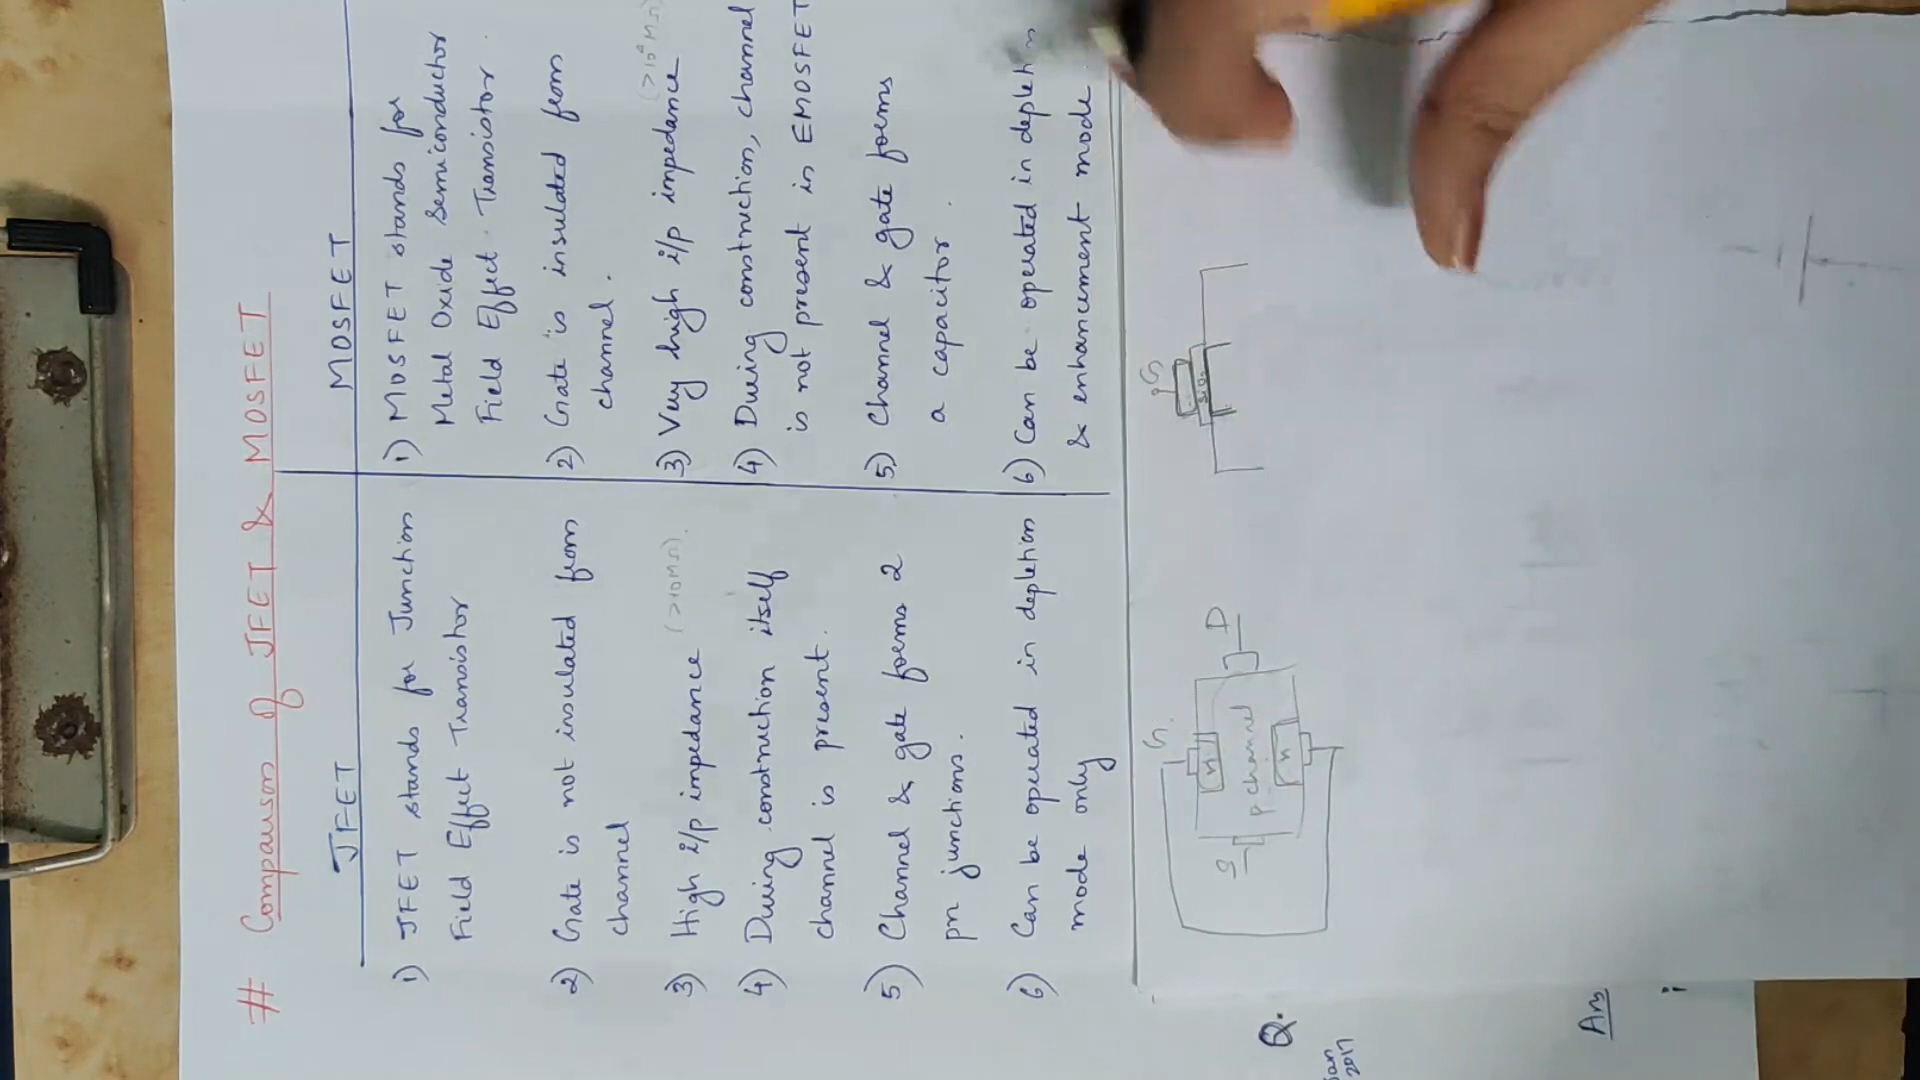 # Comparison of JFET & MOSFET
JFET
1) JFET stands for Junction
Field Effect Transistor
2) Gate is not insulated from
channel
3) High i/p impedance (>10MΩ).
4) During construction itself
channel is present.
5) Channel & gate forms 2
pn junctions.
6) Can be operated in depletion
mode only
MOSFET
1) MOSFET stands for
Metal Oxide Semiconductor
Field Effect Transistor.
2) Gate is insulated from
channel.
3) Very high i/p impedance
4) During construction, channel
is not present in EMOSFET
5) Channel & gate forms
a capacitor.
6) Can be operated in
& enhancement mode
S
G
n
p channel
n
D
G
SiO₂
Q.
Jan
2017
Ans